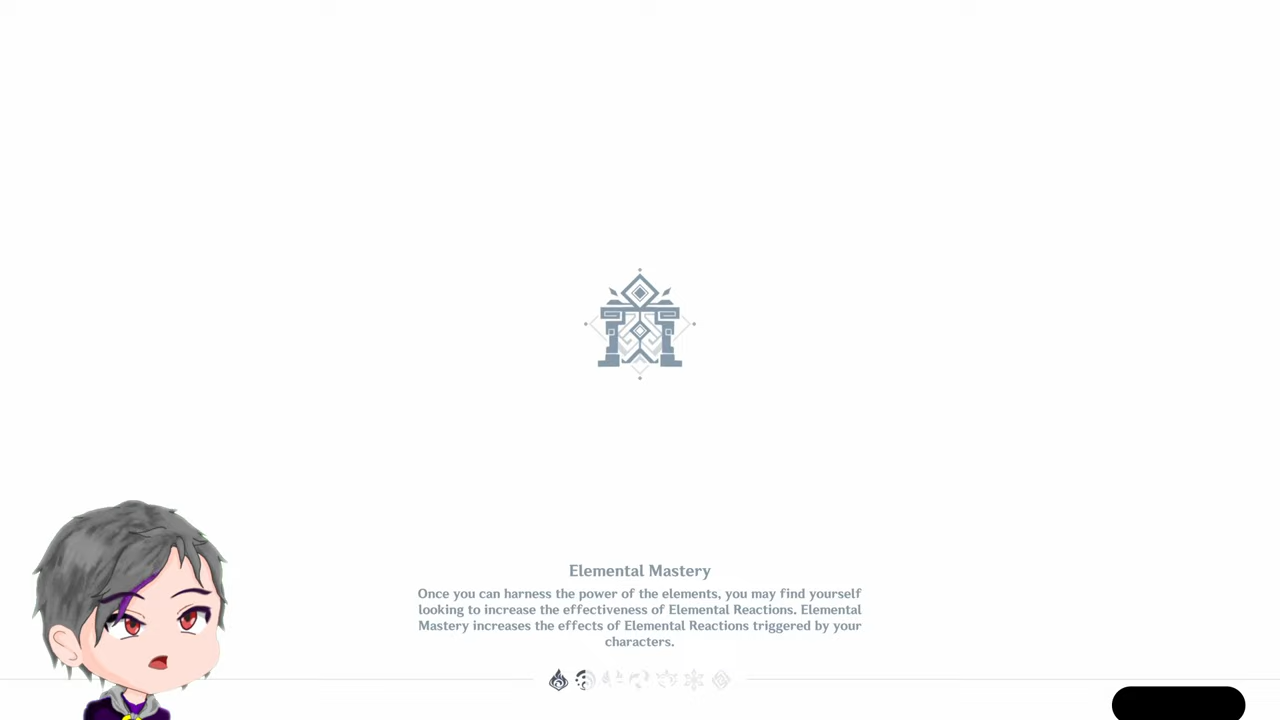 Elemental Mastery
Once you can harness the power of the elements, you may find yourself
looking to increase the effectiveness of Elemental Reactions. Elemental
Mastery increases the effects of Elemental Reactions triggered by your
characters.